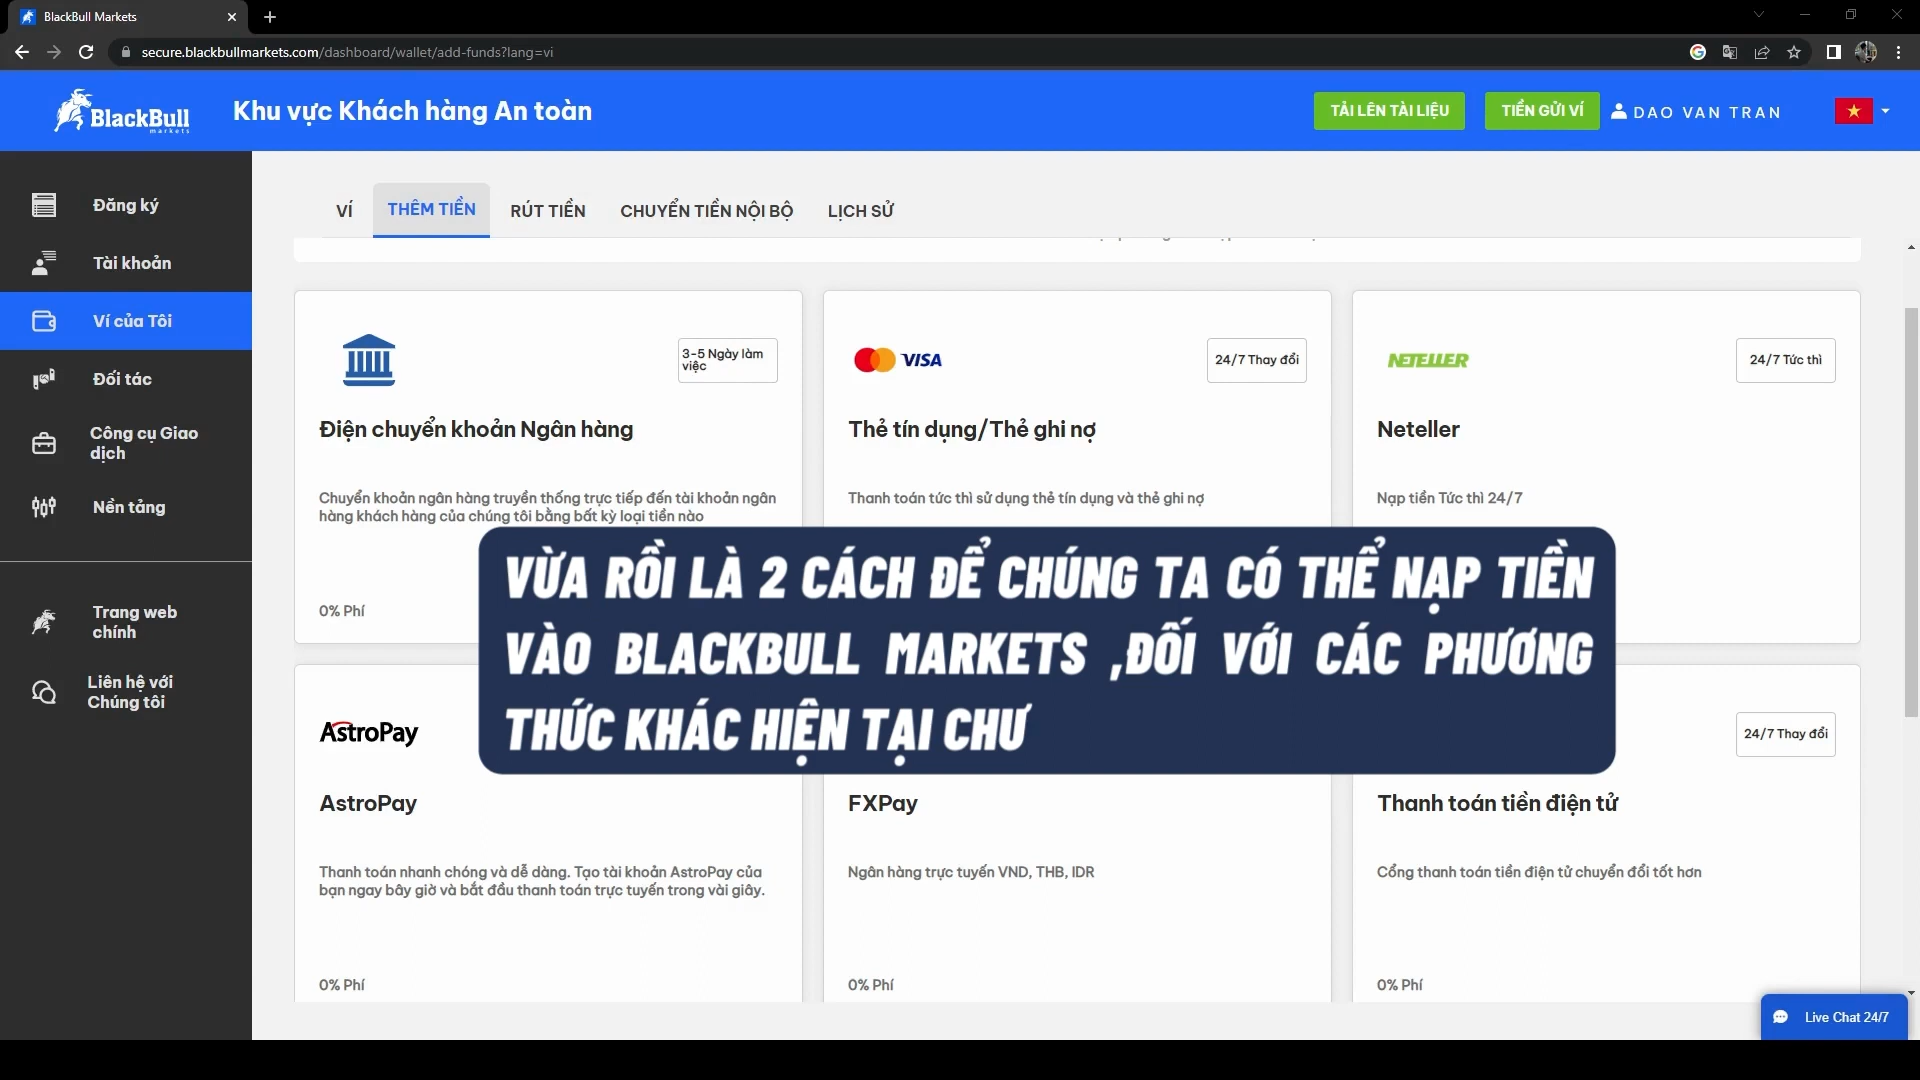 BlackBull Markets
secure.blackbullmarkets.com/dashboard/wallet/add-funds?lang=vi
BlackBull
markets
Khu vực Khách hàng An toàn
TẢI LÊN TÀI LIỆU
TIỀN GỬI VÍ
DAO VAN TRAN
Đăng ký
Tài khoản
Ví của Tôi
Đối tác
Công cụ Giao
dịch
Nền tảng
Trang web
chính
Liên hệ với
Chúng tôi
VÍ
THÊM TIỀN
RÚT TIỀN
CHUYỂN TIỀN NỘI BỘ
LỊCH SỬ
3-5 Ngày làm
việc
Điện chuyển khoản Ngân hàng
Chuyển khoản ngân hàng truyền thống trực tiếp đến tài khoản ngân
hàng khách hàng của chúng tôi bằng bất kỳ loại tiền nào
0% Phí
VISA
24/7 Thay đổi
Thẻ tín dụng/Thẻ ghi nợ
Thanh toán tức thì sử dụng thẻ tín dụng và thẻ ghi nợ
NETELLER
24/7 Tức thì
Neteller
Nạp tiền Tức thì 24/7
VỪA RỒI LÀ 2 CÁCH ĐỂ CHÚNG TA CÓ THỂ NẠP TIỀN
VÀO BLACKBULL MARKETS ,ĐỐI VỚI CÁC PHƯƠNG
THỨC KHÁC HIỆN TẠI CHƯ
AstroPay
AstroPay
Thanh toán nhanh chóng và dễ dàng. Tạo tài khoản AstroPay của
bạn ngay bây giờ và bắt đầu thanh toán trực tuyến trong vài giây.
0% Phí
FXPay
Ngân hàng trực tuyến VND, THB, IDR
0% Phí
24/7 Thay đổi
Thanh toán tiền điện tử
Cổng thanh toán tiền điện tử chuyển đổi tốt hơn
0% Phí
Live Chat 24/7